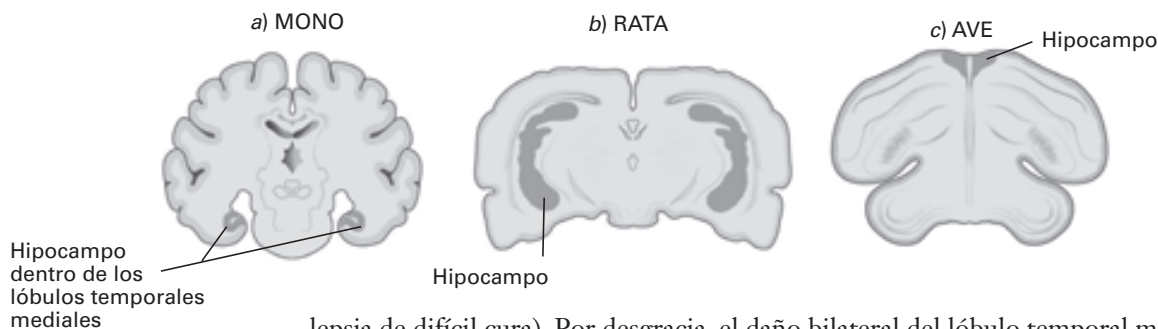 a) MONO
b) RATA
c) AVE
Hipocampo
Hipocampo
dentro de los
lóbulos temporales
mediales
Hipocampo
lepsia de difícil cura). Por desgracia, el daño bilateral del lóbulo temporal m